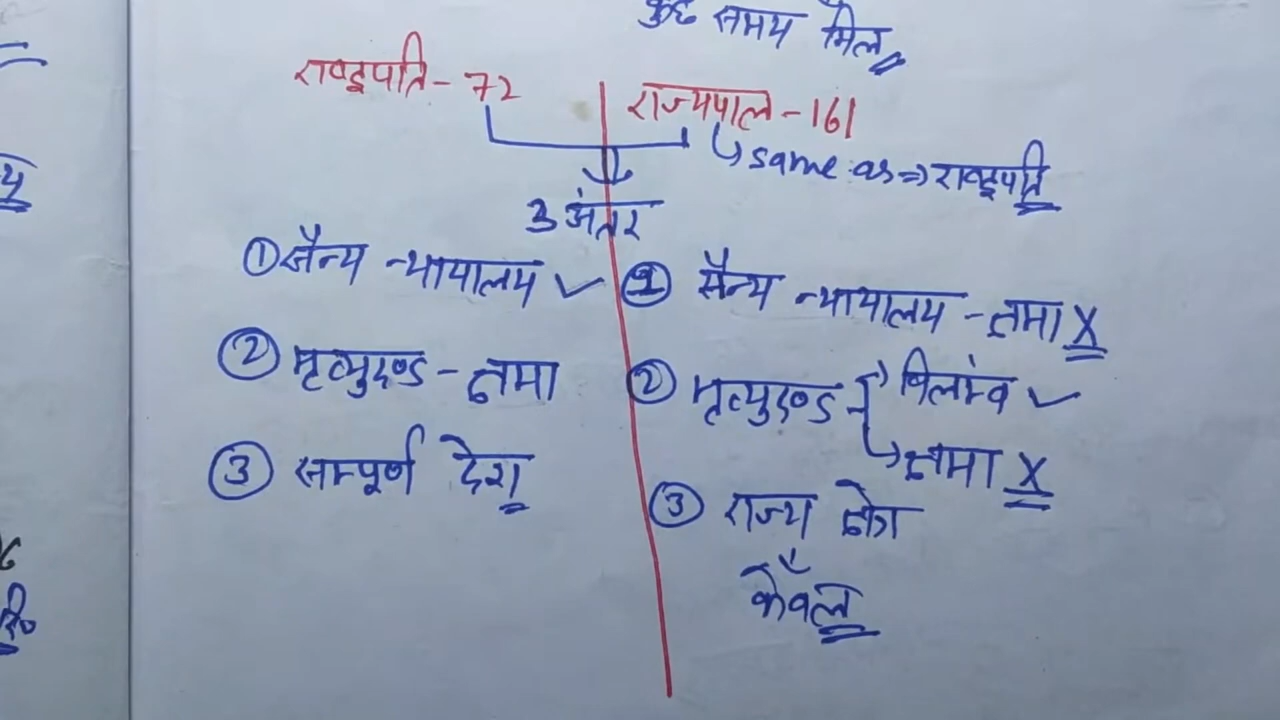 कुछ समय मिल
राष्ट्रपति - 72
राज्यपाल - 161
same as ⇒ राष्ट्रपति
3 अंतर
① सैन्य न्यायालय ✓
② मृत्युदण्ड - क्षमा
③ सम्पूर्ण देश
① सैन्य न्यायालय - क्षमा X
② मृत्युदण्ड → विलम्ब ✓
→ क्षमा X
③ राज्य क्षेत्र
केवल